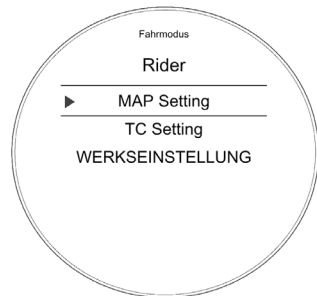 Fahrmodus
Rider
MAP Setting
TC Setting
WERKSEINSTELLUNG